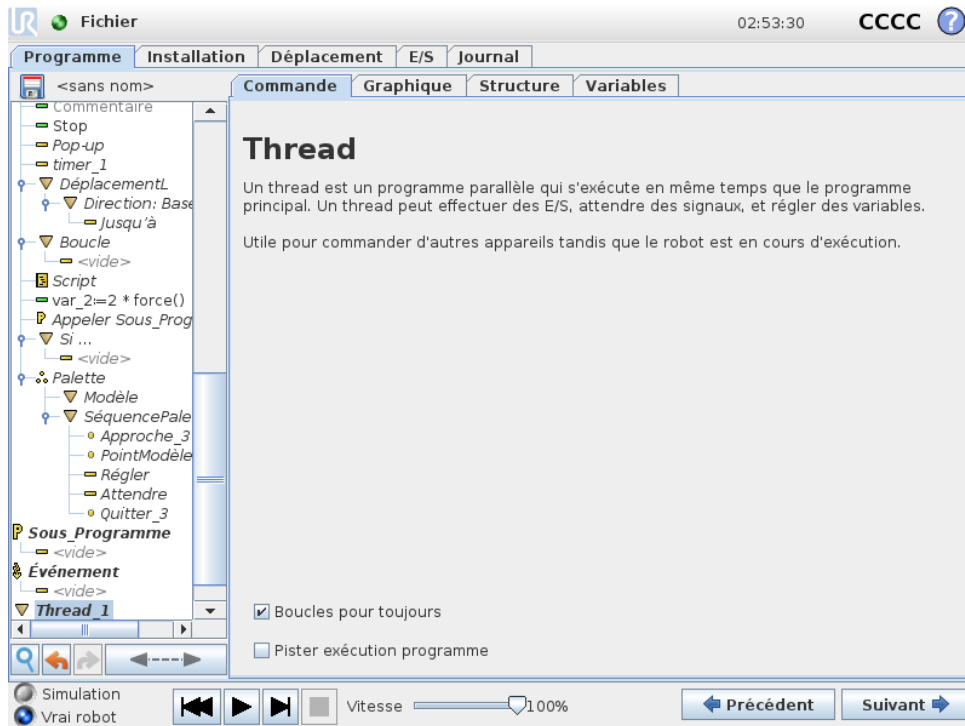 UR Fichier 02:53:30 CCCC ?
Programme Installation Déplacement E/S Journal
<sans nom>
Commande Graphique Structure Variables
Commentaire
Stop
Pop-up
timer_1
DéplacementL
Direction: Base
Jusqu'à
Boucle
<vide>
Script
var_2:=2 * force()
Appeler Sous_Prog
Si ...
<vide>
Palette
Modèle
SéquencePale
Approche_3
PointModèle
Régler
Attendre
Quitter_3
P Sous_Programme
<vide>
Événement
<vide>
Thread_1
Thread
Un thread est un programme parallèle qui s'exécute en même temps que le programme
principal. Un thread peut effectuer des E/S, attendre des signaux, et régler des variables.
Utile pour commander d'autres appareils tandis que le robot est en cours d'exécution.
Boucles pour toujours
Pister exécution programme
Simulation
Vrai robot
Vitesse 100%
Précédent Suivant